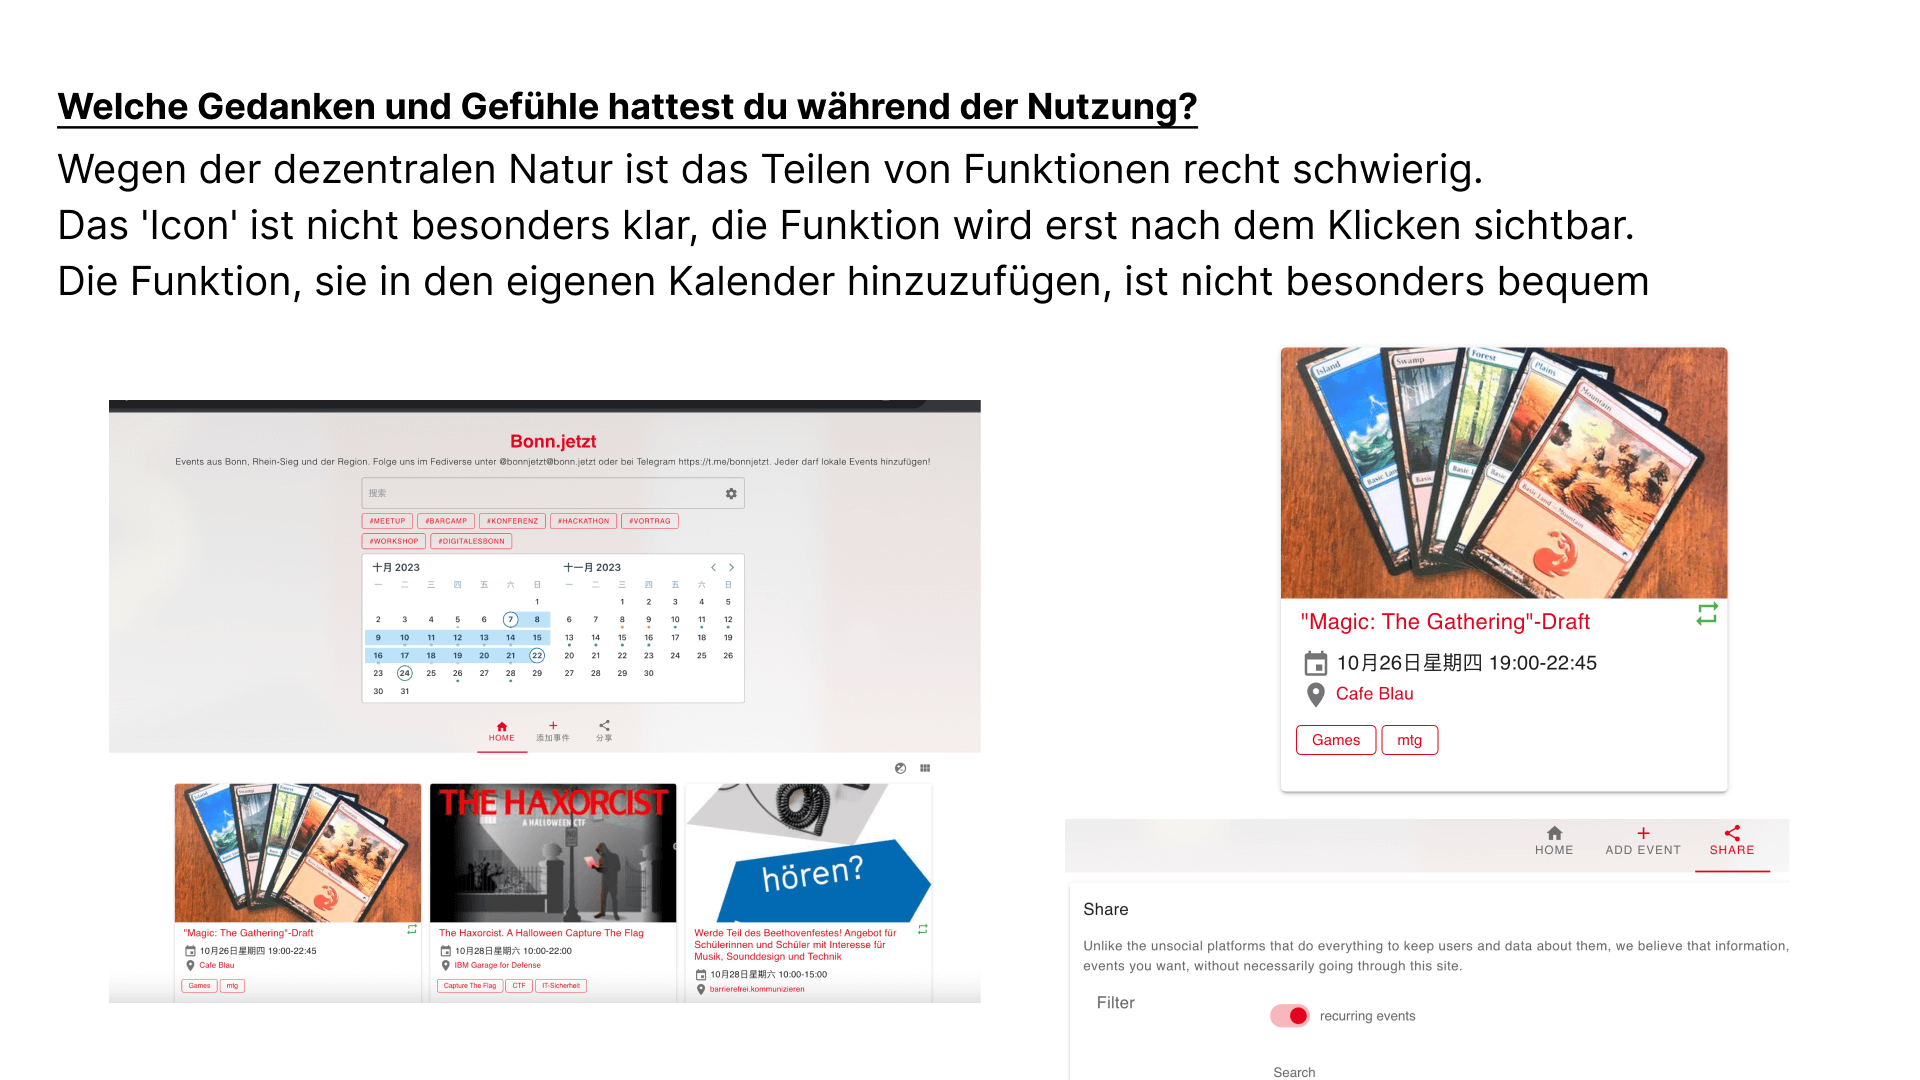 Welche Gedanken und Gefühle hattest du während der Nutzung?
Wegen der dezentralen Natur ist das Teilen von Funktionen recht schwierig.
Das 'Icon' ist nicht besonders klar, die Funktion wird erst nach dem Klicken sichtbar.
Die Funktion, sie in den eigenen Kalender hinzuzufügen, ist nicht besonders bequem
Bonn.jetzt
Events aus Bonn, Rhein-Sieg und der Region. Folge uns im Fediverse unter @bonnjetzt@bonn.jetzt oder bei Telegram https://t.me/bonnjetzt. Jeder darf lokale Events hinzufügen!
搜索
#MEETUP #BARCAMP #KONFERENZ #HACKATHON #VORTRAG
#WORKSHOP #DIGITALESBONN
十月 2023
一 二 三 四 五 六 日
1
2 3 4 5 6 7 8
9 10 11 12 13 14 15
16 17 18 19 20 21 22
23 24 25 26 27 28 29
30 31
十一月 2023
一 二 三 四 五 六 日
1 2 3 4 5
6 7 8 9 10 11 12
13 14 15 16 17 18 19
20 21 22 23 24 25 26
27 28 29 30
HOME 添加事件 分享
THE HAXORCIST
A HALLOWEEN CTF
hören?
"Magic: The Gathering"-Draft
10月26日星期四 19:00-22:45
Cafe Blau
Games mtg
The Haxorcist. A Halloween Capture The Flag
10月28日星期六 10:00-22:00
IBM Garage for Defense
Capture The Flag CTF IT-Sicherheit
Werde Teil des Beethovenfestes! Angebot für
Schülerinnen und Schüler mit Interesse für
Musik, Sounddesign und Technik
10月28日星期六 10:00-15:00
barrierefrei.kommunizieren
Island
Swamp
Forest
Plains
Mountain
Basic Land - Mountain
"Magic: The Gathering"-Draft
10月26日星期四 19:00-22:45
Cafe Blau
Games mtg
HOME ADD EVENT SHARE
Share
Unlike the unsocial platforms that do everything to keep users and data about them, we believe that information,
events you want, without necessarily going through this site.
Filter
recurring events
Search